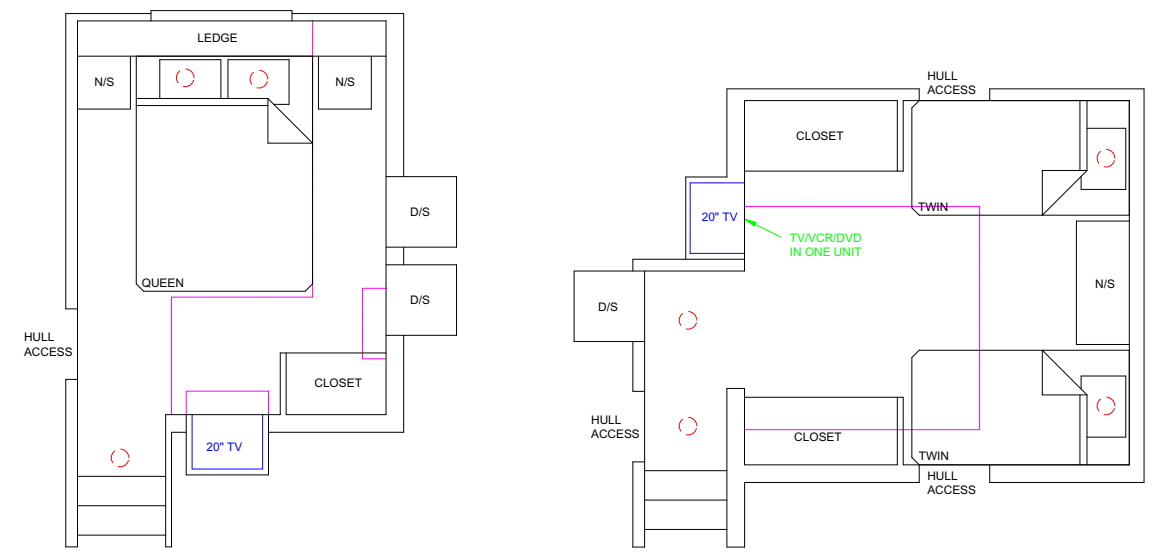 LEDGE
N/S
N/S
D/S
QUEEN
D/S
HULL
ACCESS
CLOSET
20" TV
HULL
ACCESS
CLOSET
20" TV
TWIN
TV/VCR/DVD
IN ONE UNIT
N/S
D/S
HULL
ACCESS
CLOSET
TWIN
HULL
ACCESS